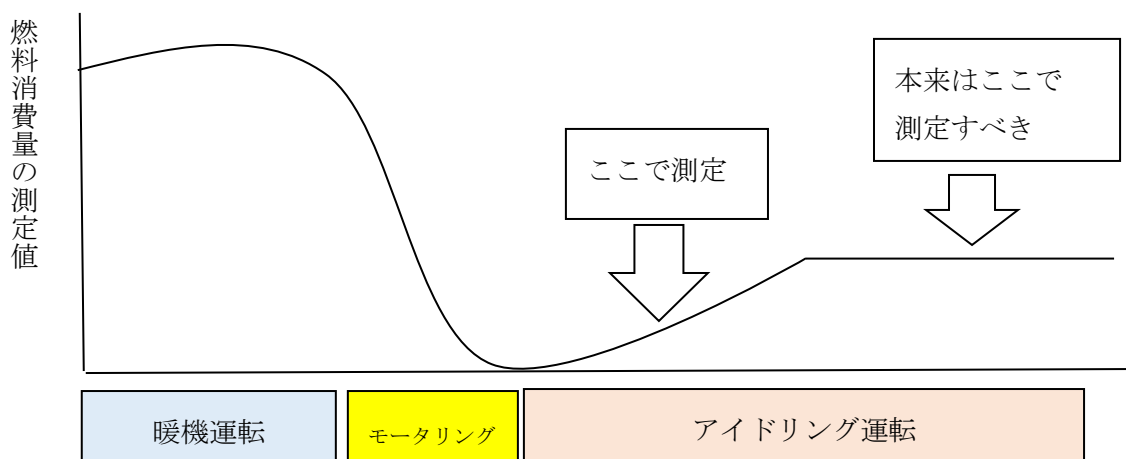 燃料消費量の測定値
本来はここで
測定すべき
ここで測定
暖機運転
モータリング
アイドリング運転